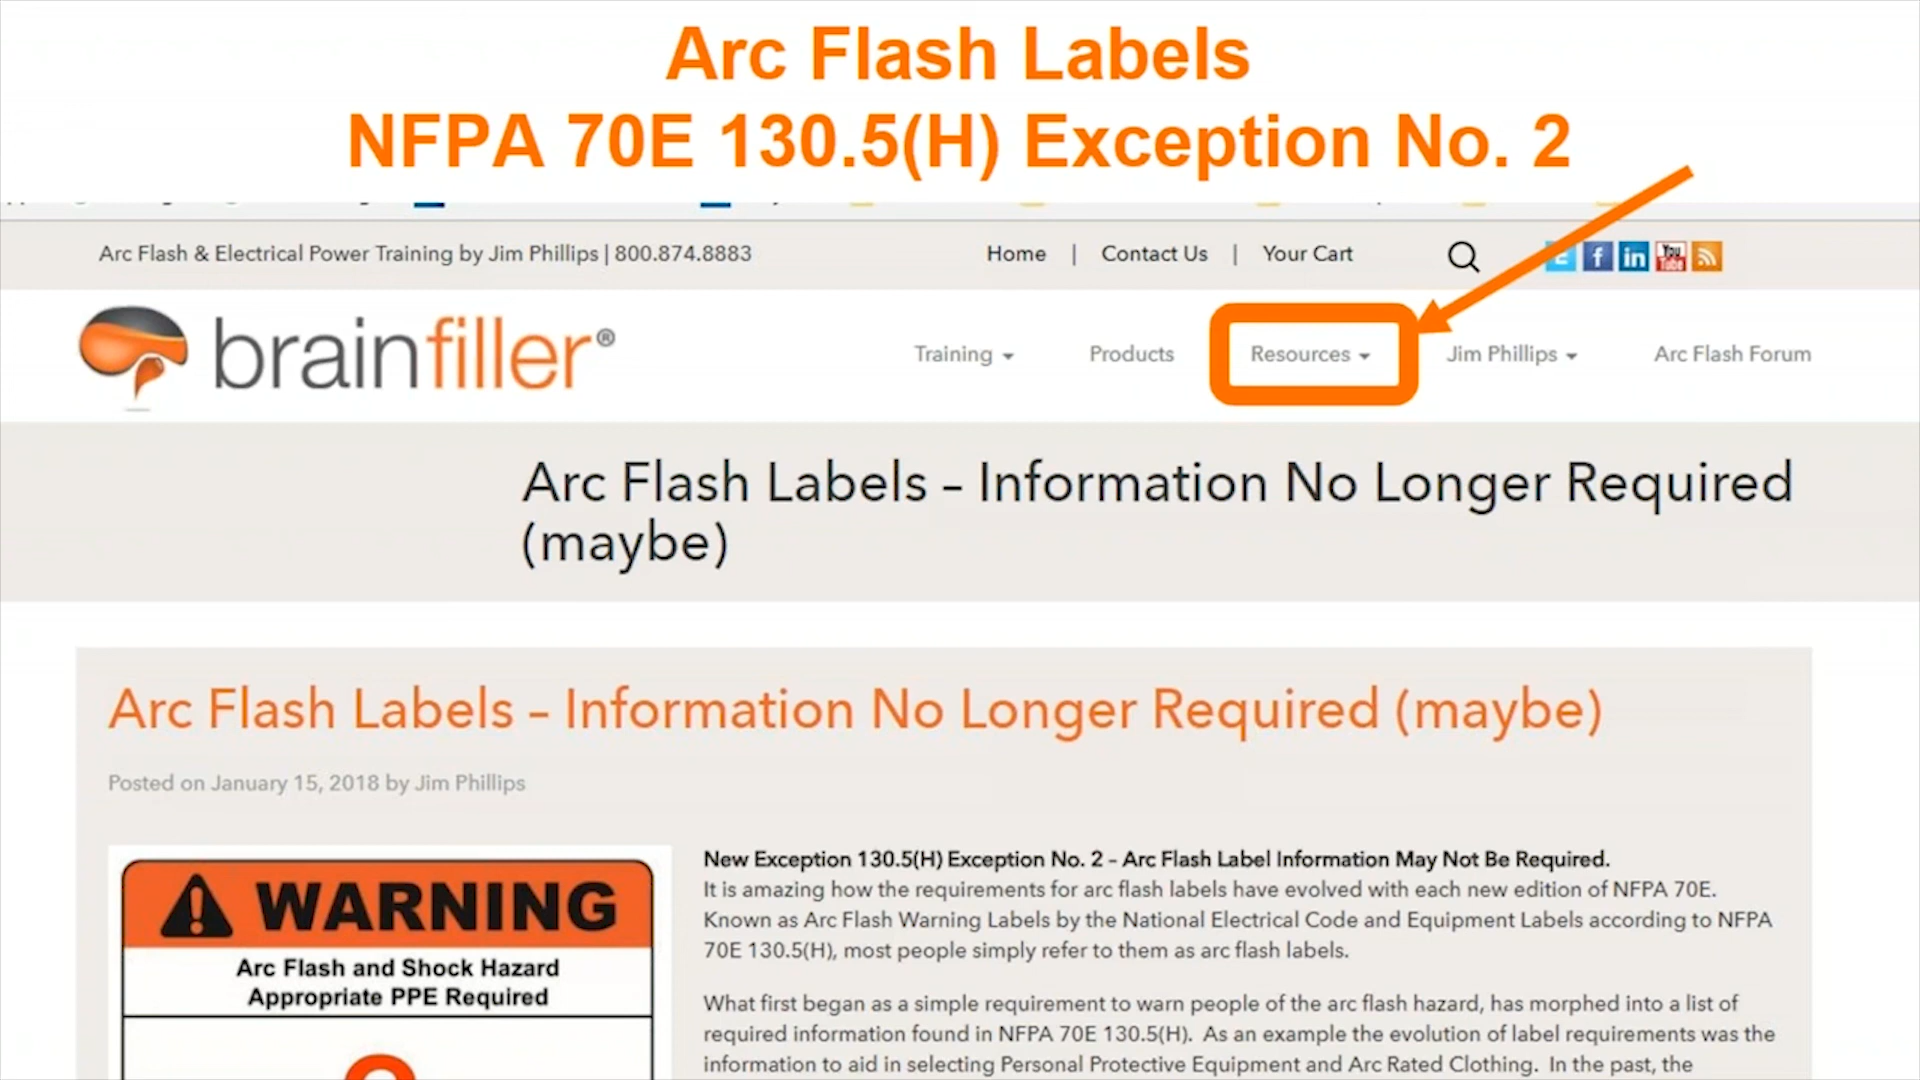 Arc Flash Labels
NFPA 70E 130.5(H) Exception No. 2
Arc Flash & Electrical Power Training by Jim Phillips | 800.874.8883
Home | Contact Us | Your Cart
f in You Tube
brainfiller®
Training Products Resources Jim Phillips Arc Flash Forum
Arc Flash Labels – Information No Longer Required
(maybe)
Arc Flash Labels – Information No Longer Required (maybe)
Posted on January 15, 2018 by Jim Phillips
WARNING
Arc Flash and Shock Hazard
Appropriate PPE Required
New Exception 130.5(H) Exception No. 2 – Arc Flash Label Information May Not Be Required.
It is amazing how the requirements for arc flash labels have evolved with each new edition of NFPA 70E.
Known as Arc Flash Warning Labels by the National Electrical Code and Equipment Labels according to NFPA
70E 130.5(H), most people simply refer to them as arc flash labels.
What first began as a simple requirement to warn people of the arc flash hazard, has morphed into a list of
required information found in NFPA 70E 130.5(H). As an example the evolution of label requirements was the
information to aid in selecting Personal Protective Equipment and Arc Rated Clothing. In the past, the